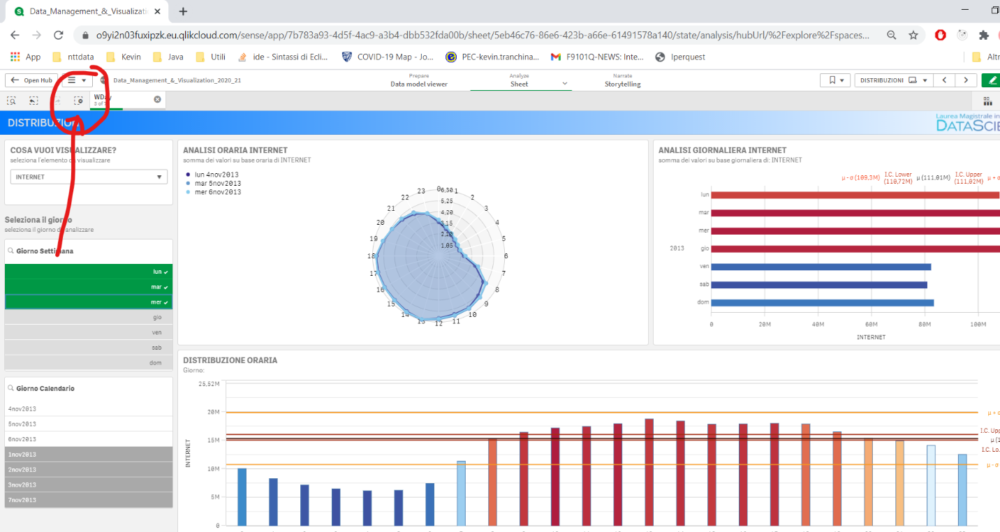 Data_Management_&_Visualizati
o9yi2n03fuxipzk.eu.qlikcloud.com/sense/app/7b783a93-4d5f-4ac9-a3b4-dbb532fda00b/sheet/5eb46c76-86e6-423b-a66e-61491578a140/state/analysis/hubUrl/%2Fexplore%2Fspaces...
App nttdata Kevin Java Utili ide - Sintassi di Ecli... COVID-19 Map - Jo... PEC-kevin.tranchina... F9101Q-NEWS: Inte... Iperquest Altr
Open Hub Data_Management_&_Visualization_2020_21
Prepare
Data model viewer
Analyze
Sheet
Narrate
Storytelling
DISTRIBUZIONI
WDay
3 of 7
DISTRIBUZIONI
Laurea Magistrale in
DATASCIE
COSA VUOI VISUALIZZARE?
seleziona l'elemento da visualizzare
INTERNET
Seleziona il giorno
seleziona il giorno da analizzare
Giorno Settimana
lun
mar
mer
gio
ven
sab
dom
Giorno Calendario
4nov2013
5nov2013
6nov2013
1nov2013
2nov2013
3nov2013
7nov2013
ANALISI ORARIA INTERNET
somma dei valori su base oraria di INTERNET
lun 4nov2013
mar 5nov2013
mer 6nov2013
0 1 2 3 4 5 6 7 8 9 10 11 12 13 14 15 16 17 18 19 20 21 22 23
6,30
5,25
4,20
3,15
2,10
1,05
ANALISI GIORNALIERA INTERNET
somma dei valori su base giornaliera di: INTERNET
μ - σ (109,3M)
I.C. Lower
(110,72M)
μ (111,01M)
I.C. Upper
(111,02M)
μ + σ
lun
mar
mer
2013 gio
ven
sab
dom
0 20M 40M 60M 80M 100M
INTERNET
DISTRIBUZIONE ORARIA
Giorno:
25,52M
20M
15M
10M
5M
0
INTERNET
μ + σ
I.C. Upp
μ (1
I.C. Lo.
μ - σ